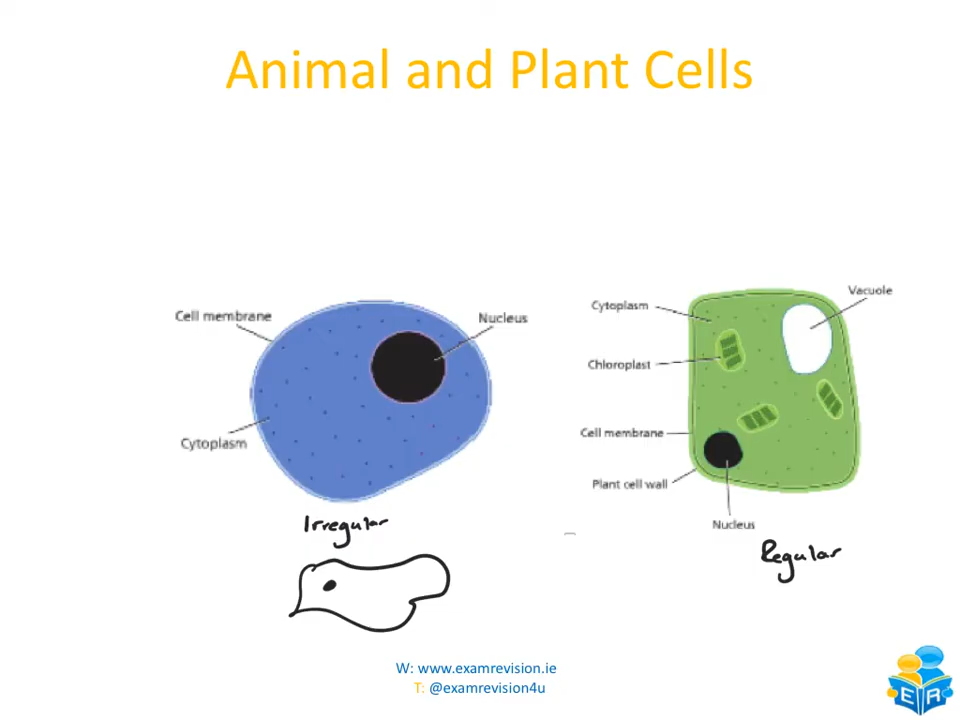 Animal and Plant Cells
Cell membrane
Nucleus
Cytoplasm
Cytoplasm
Vacuole
Chloroplast
Cell membrane
Plant cell wall
Nucleus
Irregular
Regular
W: www.examrevision.ie
T: @examrevision4u
E R